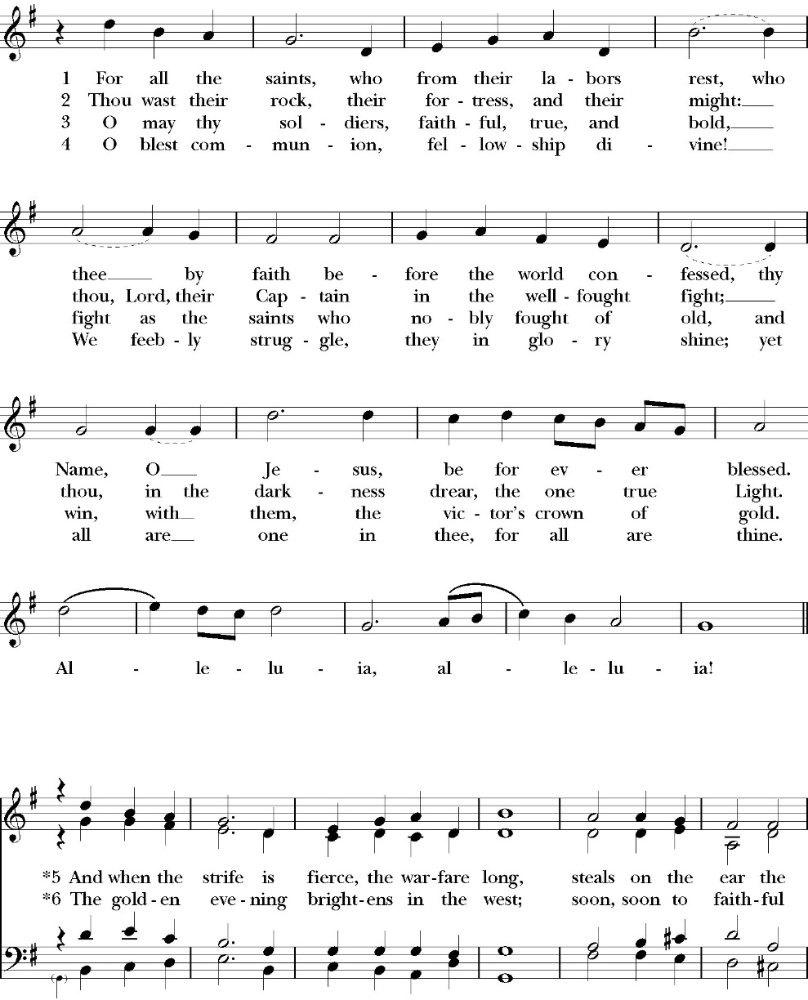 1 For all the saints, who from their la - bors rest, who
2 Thou wast their rock, their for - tress, and their might:
3 O may thy sol - diers, faith - ful, true, and bold,
4 O blest com - mun - ion, fel - low - ship di - vine!
thee by faith be - fore the world con - fessed, thy
thou, Lord, their Cap - tain in the well - fought fight;
fight as the saints who no - bly fought of old, and
We feeb - ly strug - gle, they in glo - ry shine; yet
Name, O Je - sus, be for ev - er blessed.
thou, in the dark - ness drear, the one true Light.
win, with them, the vic - tor's crown of gold.
all are one in thee, for all are thine.
Al - le - lu - ia, al - le - lu - ia!
*5 And when the strife is fierce, the war - fare long, steals on the ear the
*6 The gold - en eve - ning bright - ens in the west; soon, soon to faith - ful